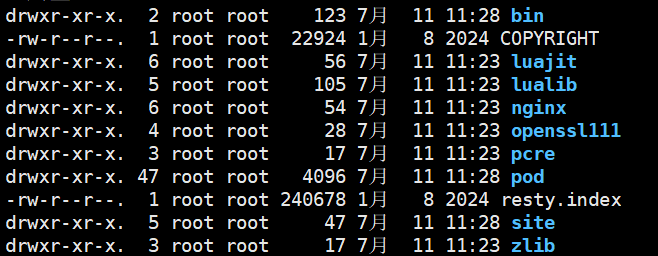 drwxr-xr-x.  2 root root    123 7月  11 11:28 bin
-rw-r--r--.  1 root root  22924 1月   8 2024 COPYRIGHT
drwxr-xr-x.  6 root root     56 7月  11 11:23 luajit
drwxr-xr-x.  5 root root    105 7月  11 11:23 lualib
drwxr-xr-x.  6 root root     54 7月  11 11:23 nginx
drwxr-xr-x.  4 root root     28 7月  11 11:23 openssl111
drwxr-xr-x.  3 root root     17 7月  11 11:23 pcre
drwxr-xr-x. 47 root root   4096 7月  11 11:28 pod
-rw-r--r--.  1 root root 240678 1月   8 2024 resty.index
drwxr-xr-x.  5 root root     47 7月  11 11:28 site
drwxr-xr-x.  3 root root     17 7月  11 11:23 zlib